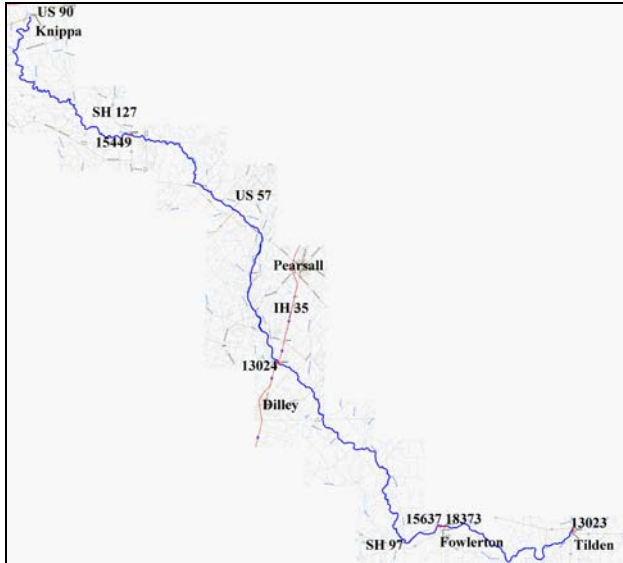 US 90
Knippa
SH 127
15449
US 57
Pearsall
IH 35
13024
Dilley
15637 18373
13023
SH 97
Fowlerton
Tilden